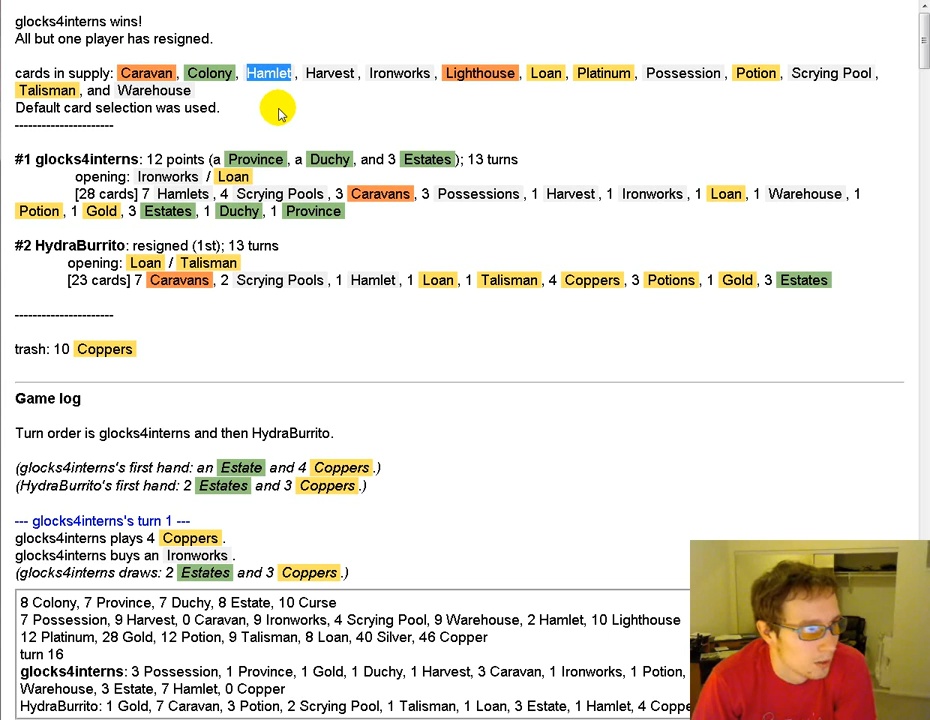 glocks4interns wins!
All but one player has resigned.
cards in supply: Caravan, Colony, Hamlet, Harvest, Ironworks, Lighthouse, Loan, Platinum, Possession, Potion, Scrying Pool,
Talisman, and Warehouse
Default card selection was used.
----------------------
#1 glocks4interns: 12 points (a Province, a Duchy, and 3 Estates); 13 turns
opening: Ironworks / Loan
[28 cards] 7 Hamlets, 4 Scrying Pools, 3 Caravans, 3 Possessions, 1 Harvest, 1 Ironworks, 1 Loan, 1 Warehouse, 1
Potion, 1 Gold, 3 Estates, 1 Duchy, 1 Province
#2 HydraBurrito: resigned (1st); 13 turns
opening: Loan / Talisman
[23 cards] 7 Caravans, 2 Scrying Pools, 1 Hamlet, 1 Loan, 1 Talisman, 4 Coppers, 3 Potions, 1 Gold, 3 Estates
----------------------
trash: 10 Coppers
Game log
Turn order is glocks4interns and then HydraBurrito.
(glocks4interns's first hand: an Estate and 4 Coppers.)
(HydraBurrito's first hand: 2 Estates and 3 Coppers.)
--- glocks4interns's turn 1 ---
glocks4interns plays 4 Coppers.
glocks4interns buys an Ironworks.
(glocks4interns draws: 2 Estates and 3 Coppers.)
8 Colony, 7 Province, 7 Duchy, 8 Estate, 10 Curse
7 Possession, 9 Harvest, 0 Caravan, 9 Ironworks, 4 Scrying Pool, 9 Warehouse, 2 Hamlet, 10 Lighthouse
12 Platinum, 28 Gold, 12 Potion, 9 Talisman, 8 Loan, 40 Silver, 46 Copper
turn 16
glocks4interns: 3 Possession, 1 Province, 1 Gold, 1 Duchy, 1 Harvest, 3 Caravan, 1 Ironworks, 1 Potion,
Warehouse, 3 Estate, 7 Hamlet, 0 Copper
HydraBurrito: 1 Gold, 7 Caravan, 3 Potion, 2 Scrying Pool, 1 Talisman, 1 Loan, 3 Estate, 1 Hamlet, 4